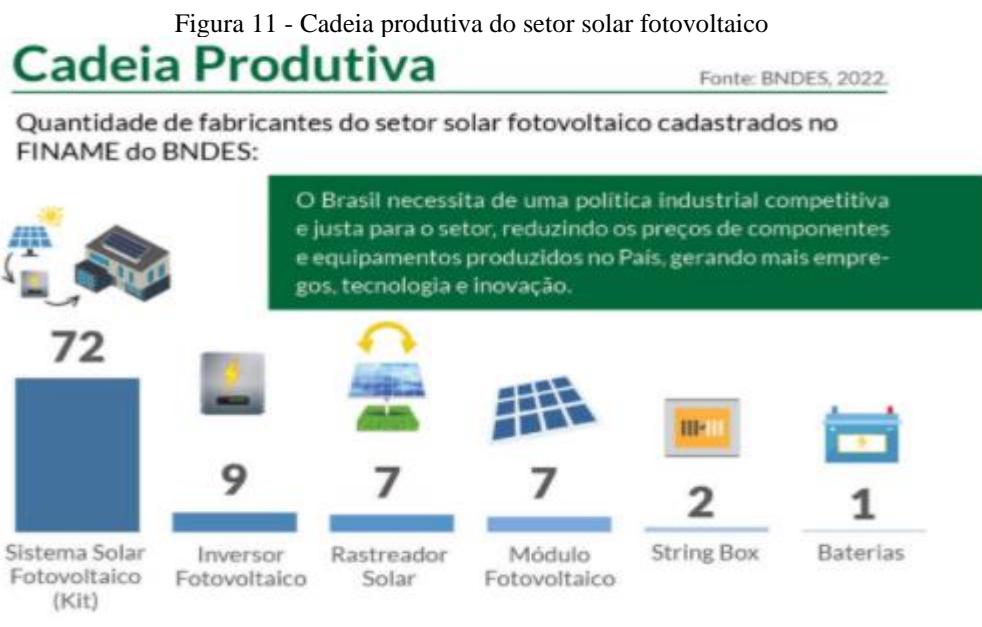 Figura 11 - Cadeia produtiva do setor solar fotovoltaico
Cadeia Produtiva
Fonte: BNDES, 2022.
Quantidade de fabricantes do setor solar fotovoltaico cadastrados no
FINAME do BNDES:
O Brasil necessita de uma política industrial competitiva
e justa para o setor, reduzindo os preços de componentes
e equipamentos produzidos no País, gerando mais empre-
gos, tecnologia e inovação.
72
Sistema Solar
Fotovoltaico
(Kit)
9
Inversor
Fotovoltaico
7
Rastreador
Solar
7
Módulo
Fotovoltaico
2
String Box
1
Baterias